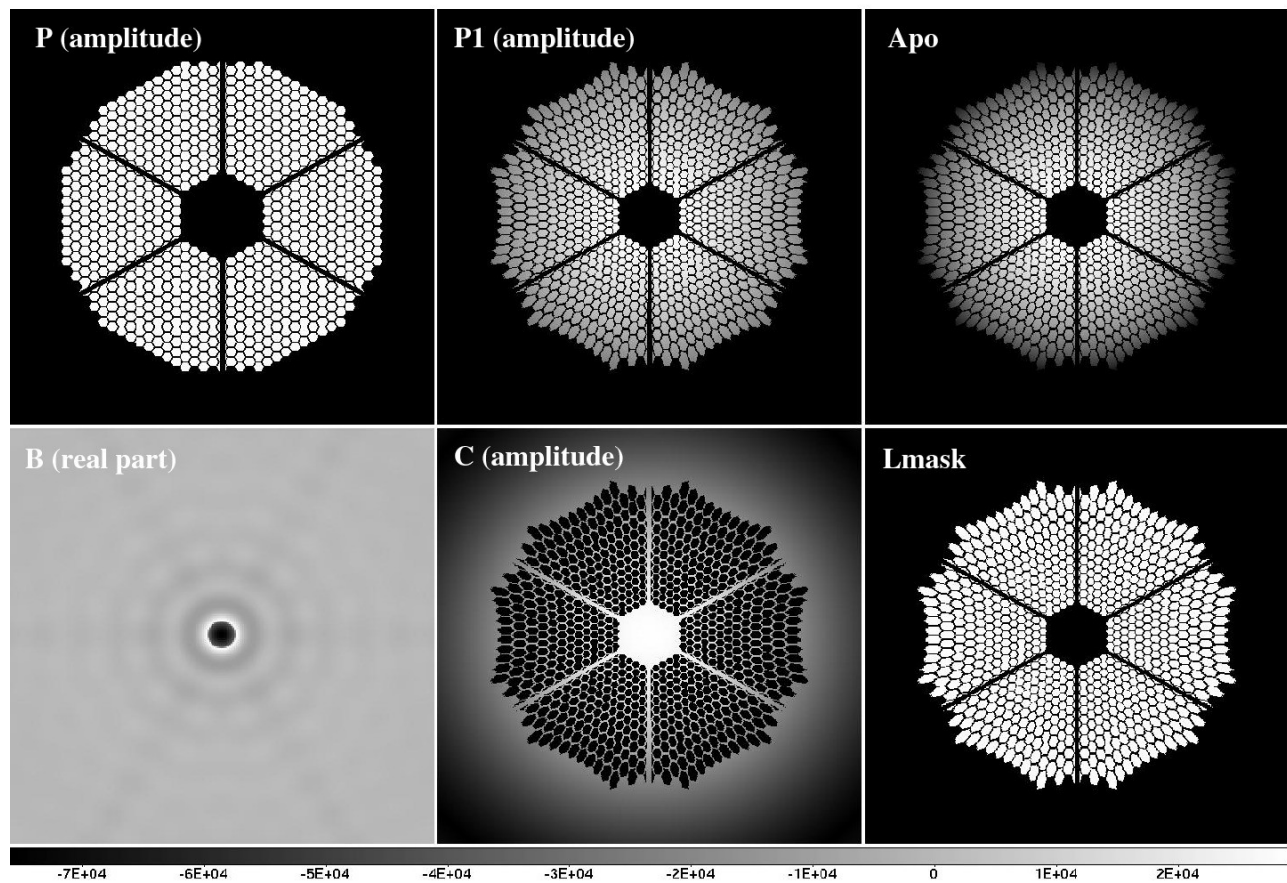 P (amplitude)
P1 (amplitude)
Apo
B (real part)
C (amplitude)
Lmask
-7E+04 -6E+04 -5E+04 -4E+04 -3E+04 -2E+04 -1E+04 0 1E+04 2E+04